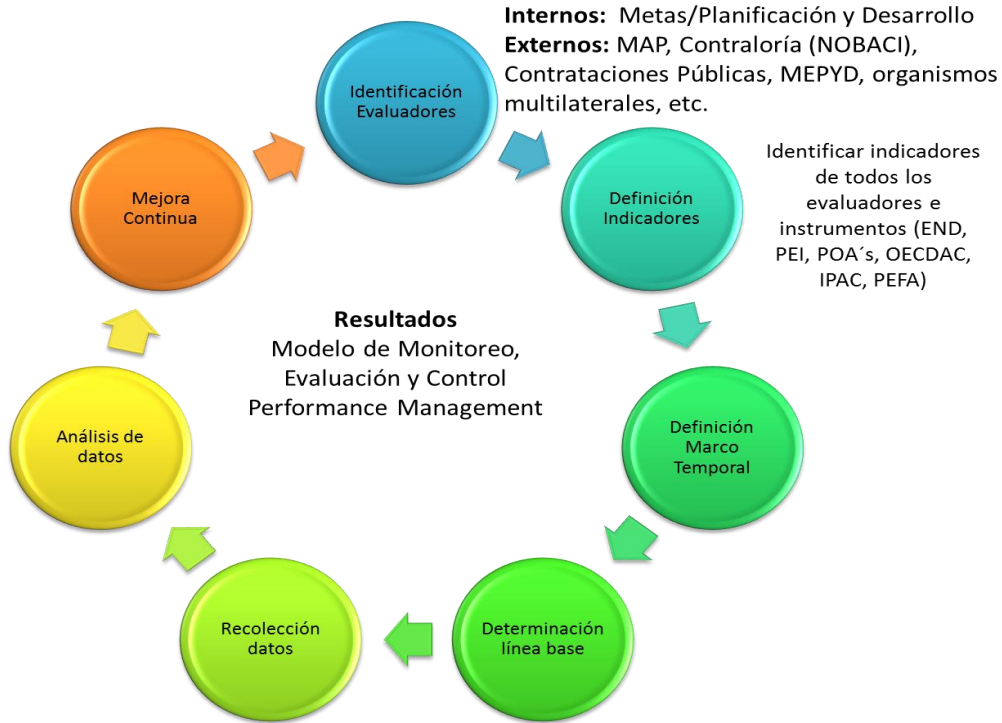 Internos: Metas/Planificación y Desarrollo
Externos: MAP, Contraloría (NOBACI),
Contrataciones Públicas, MEPYD, organismos
multilaterales, etc.
Identificación
Evaluadores
Definición
Indicadores
Identificar indicadores
de todos los
evaluadores e
instrumentos (END,
PEI, POA´s, OECDAC,
IPAC, PEFA)
Definición
Marco
Temporal
Determinación
línea base
Recolección
datos
Análisis de
datos
Mejora
Continua
Resultados
Modelo de Monitoreo,
Evaluación y Control
Performance Management